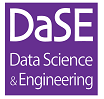 DaSE
Data Science
& Engineering